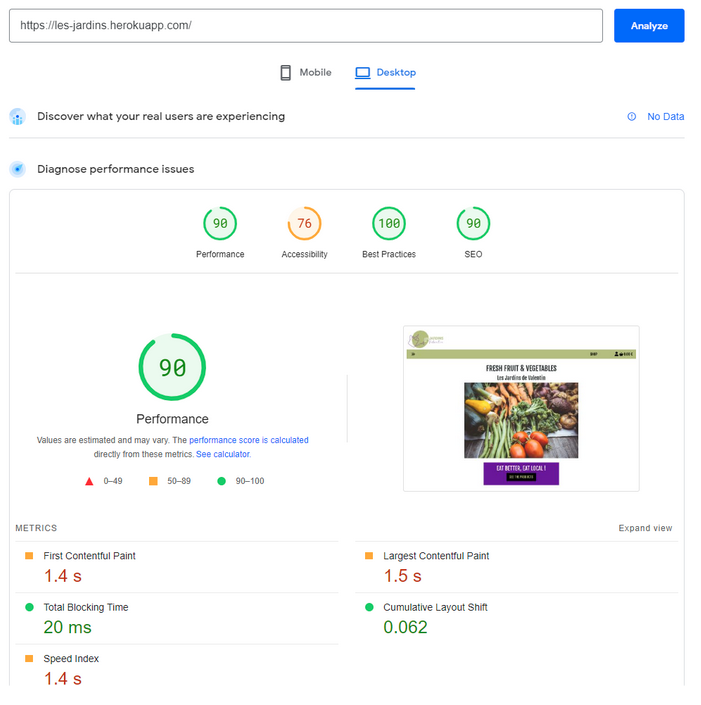 https://les-jardins.herokuapp.com/
Analyze
Mobile
Desktop
Discover what your real users are experiencing
No Data
Diagnose performance issues
90
76
100
90
Performance
Accessibility
Best Practices
SEO
90
Performance
Values are estimated and may vary. The performance score is calculated
directly from these metrics. See calculator.
0–49
50–89
90–100
FRESH FRUIT & VEGETABLES
Les Jardins de Valentin
EAT BETTER, EAT LOCAL !
METRICS
Expand view
First Contentful Paint
1.4 s
Largest Contentful Paint
1.5 s
Total Blocking Time
20 ms
Cumulative Layout Shift
0.062
Speed Index
1.4 s